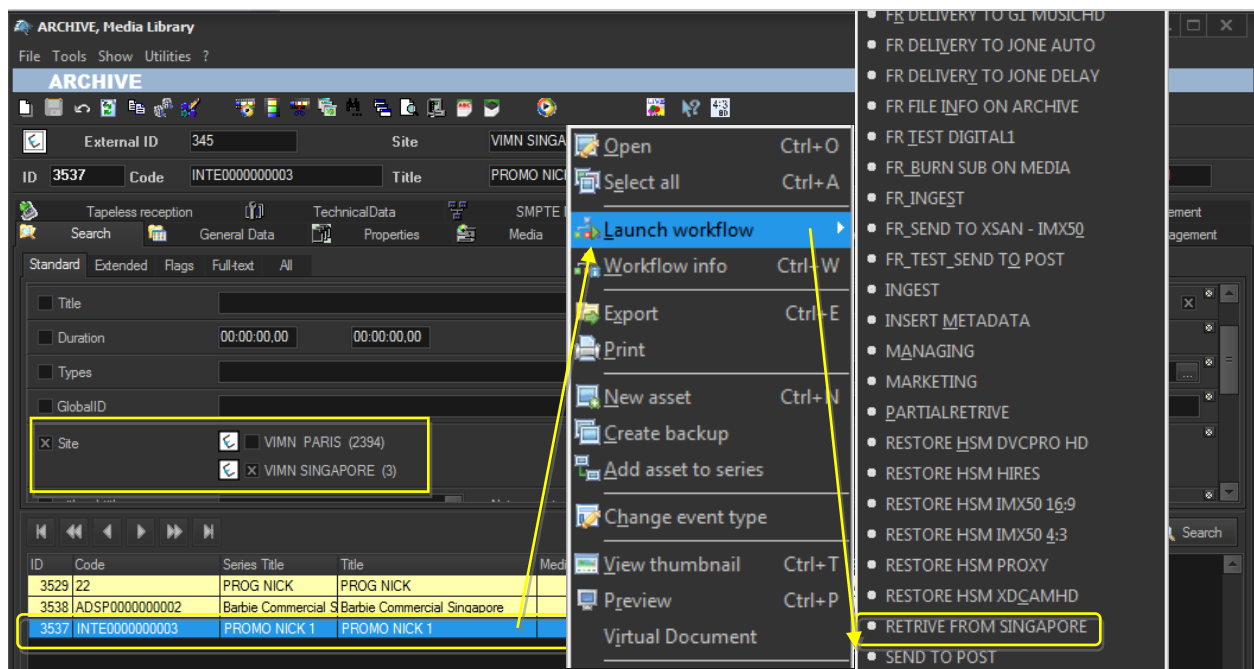 ARCHIVE, Media Library
File Tools Show Utilities ?
ARCHIVE
External ID 345 Site VIMN SINGA
ID 3537 Code INTE0000000003 Title PROMO NIC
Tapeless reception TechnicalData SMPTE
Search General Data Properties Media
Standard Extended Flags Full-text All
Title
Duration 00:00:00,00 00:00:00,00
Types
GlobalID
Site VIMN PARIS (2394)
VIMN SINGAPORE (3)
Search
ID Code Series Title Title Medi
3529 22 PROG NICK PROG NICK
3538 ADSP0000000002 Barbie Commercial S Barbie Commercial Singapore
3537 INTE0000000003 PROMO NICK 1 PROMO NICK 1
Open Ctrl+O
Select all Ctrl+A
Launch workflow
Workflow info Ctrl+W
Export Ctrl+E
Print
New asset Ctrl+N
Create backup
Add asset to series
Change event type
View thumbnail Ctrl+T
Preview Ctrl+P
Virtual Document
FR DELIVERY TO GI MUSICHD
FR DELIVERY TO JONE AUTO
FR DELIVERY TO JONE DELAY
FR FILE INFO ON ARCHIVE
FR TEST DIGITAL1
FR_BURN SUB ON MEDIA
FR_INGEST
FR_SEND TO XSAN - IMX50
FR_TEST_SEND TO POST
INGEST
INSERT METADATA
MANAGING
MARKETING
PARTIALRETRIVE
RESTORE HSM DVCPRO HD
RESTORE HSM HIRES
RESTORE HSM IMX50 16:9
RESTORE HSM IMX50 4:3
RESTORE HSM PROXY
RESTORE HSM XDCAMHD
RETRIVE FROM SINGAPORE
SEND TO POST
ement
agement